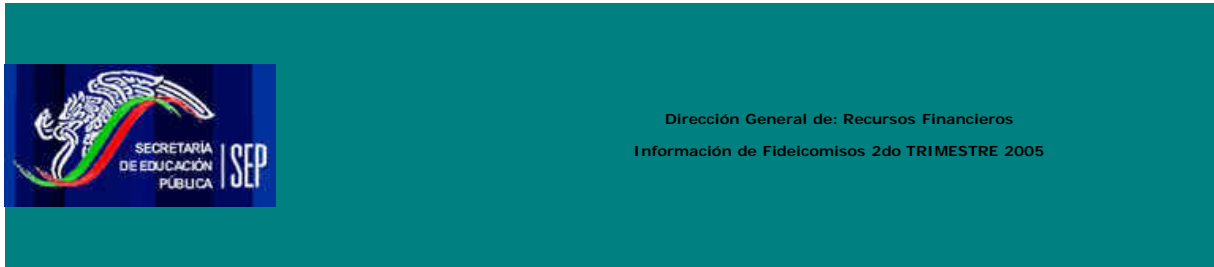 SECRETARÍA
DE EDUCACIÓN
PÚBLICA
SEP
Dirección General de: Recursos Financieros
Información de Fideicomisos 2do TRIMESTRE 2005